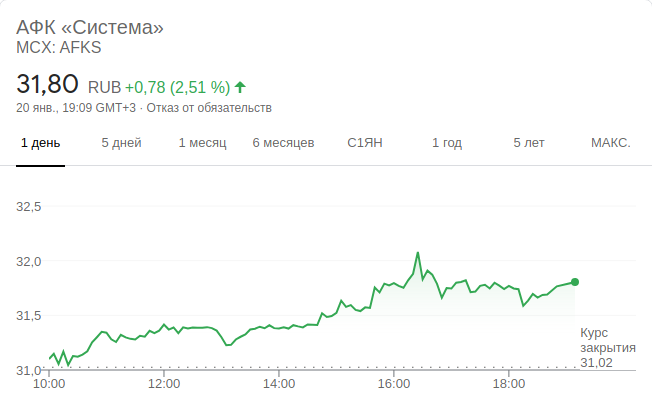 АФК «Система»
MCX: AFKS
31,80 RUB +0,78 (2,51 %)
20 янв., 19:09 GMT+3 · Отказ от обязательств
1 день 5 дней 1 месяц 6 месяцев С1ЯН 1 год 5 лет МАКС.
32,5
32,0
31,5
31,0
Курс
закрытия
31,02
10:00 12:00 14:00 16:00 18:00